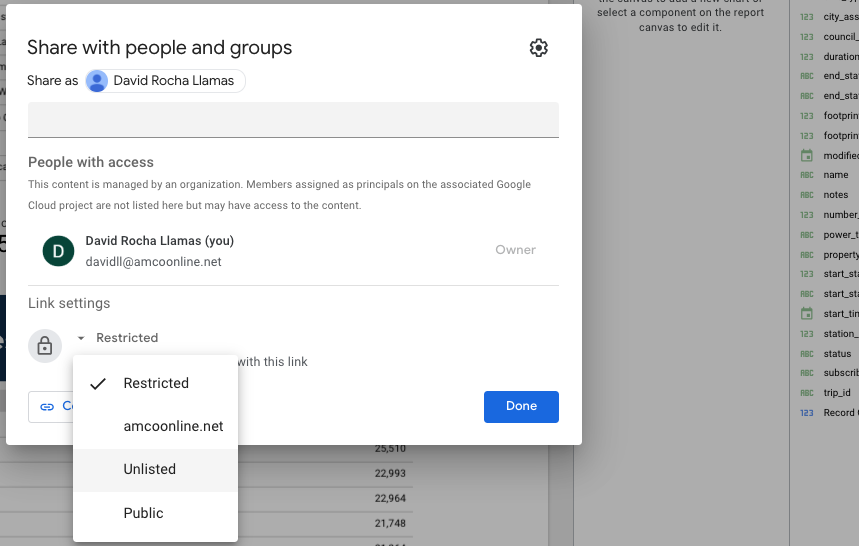 the canvas to add a new chart or
select a component on the report
canvas to edit it.
Share with people and groups
Share as David Rocha Llamas
People with access
This content is managed by an organization. Members assigned as principals on the associated Google
Cloud project are not listed here but may have access to the content.
D
David Rocha Llamas (you)
davidll@amcoonline.net
Owner
Link settings
Restricted
with this link
Restricted
amcoonline.net
Unlisted
Public
Done
25,510
22,993
22,964
21,748
123 city_ass
123 council_
123 duration
ABC end_sta
ABC end_sta
123 footprin
123 footprin
modified
ABC name
ABC notes
123 number_
ABC power_t
ABC property
123 start_sta
ABC start_sta
start_tim
123 station_
ABC status
ABC subscrib
ABC trip_id
123 Record